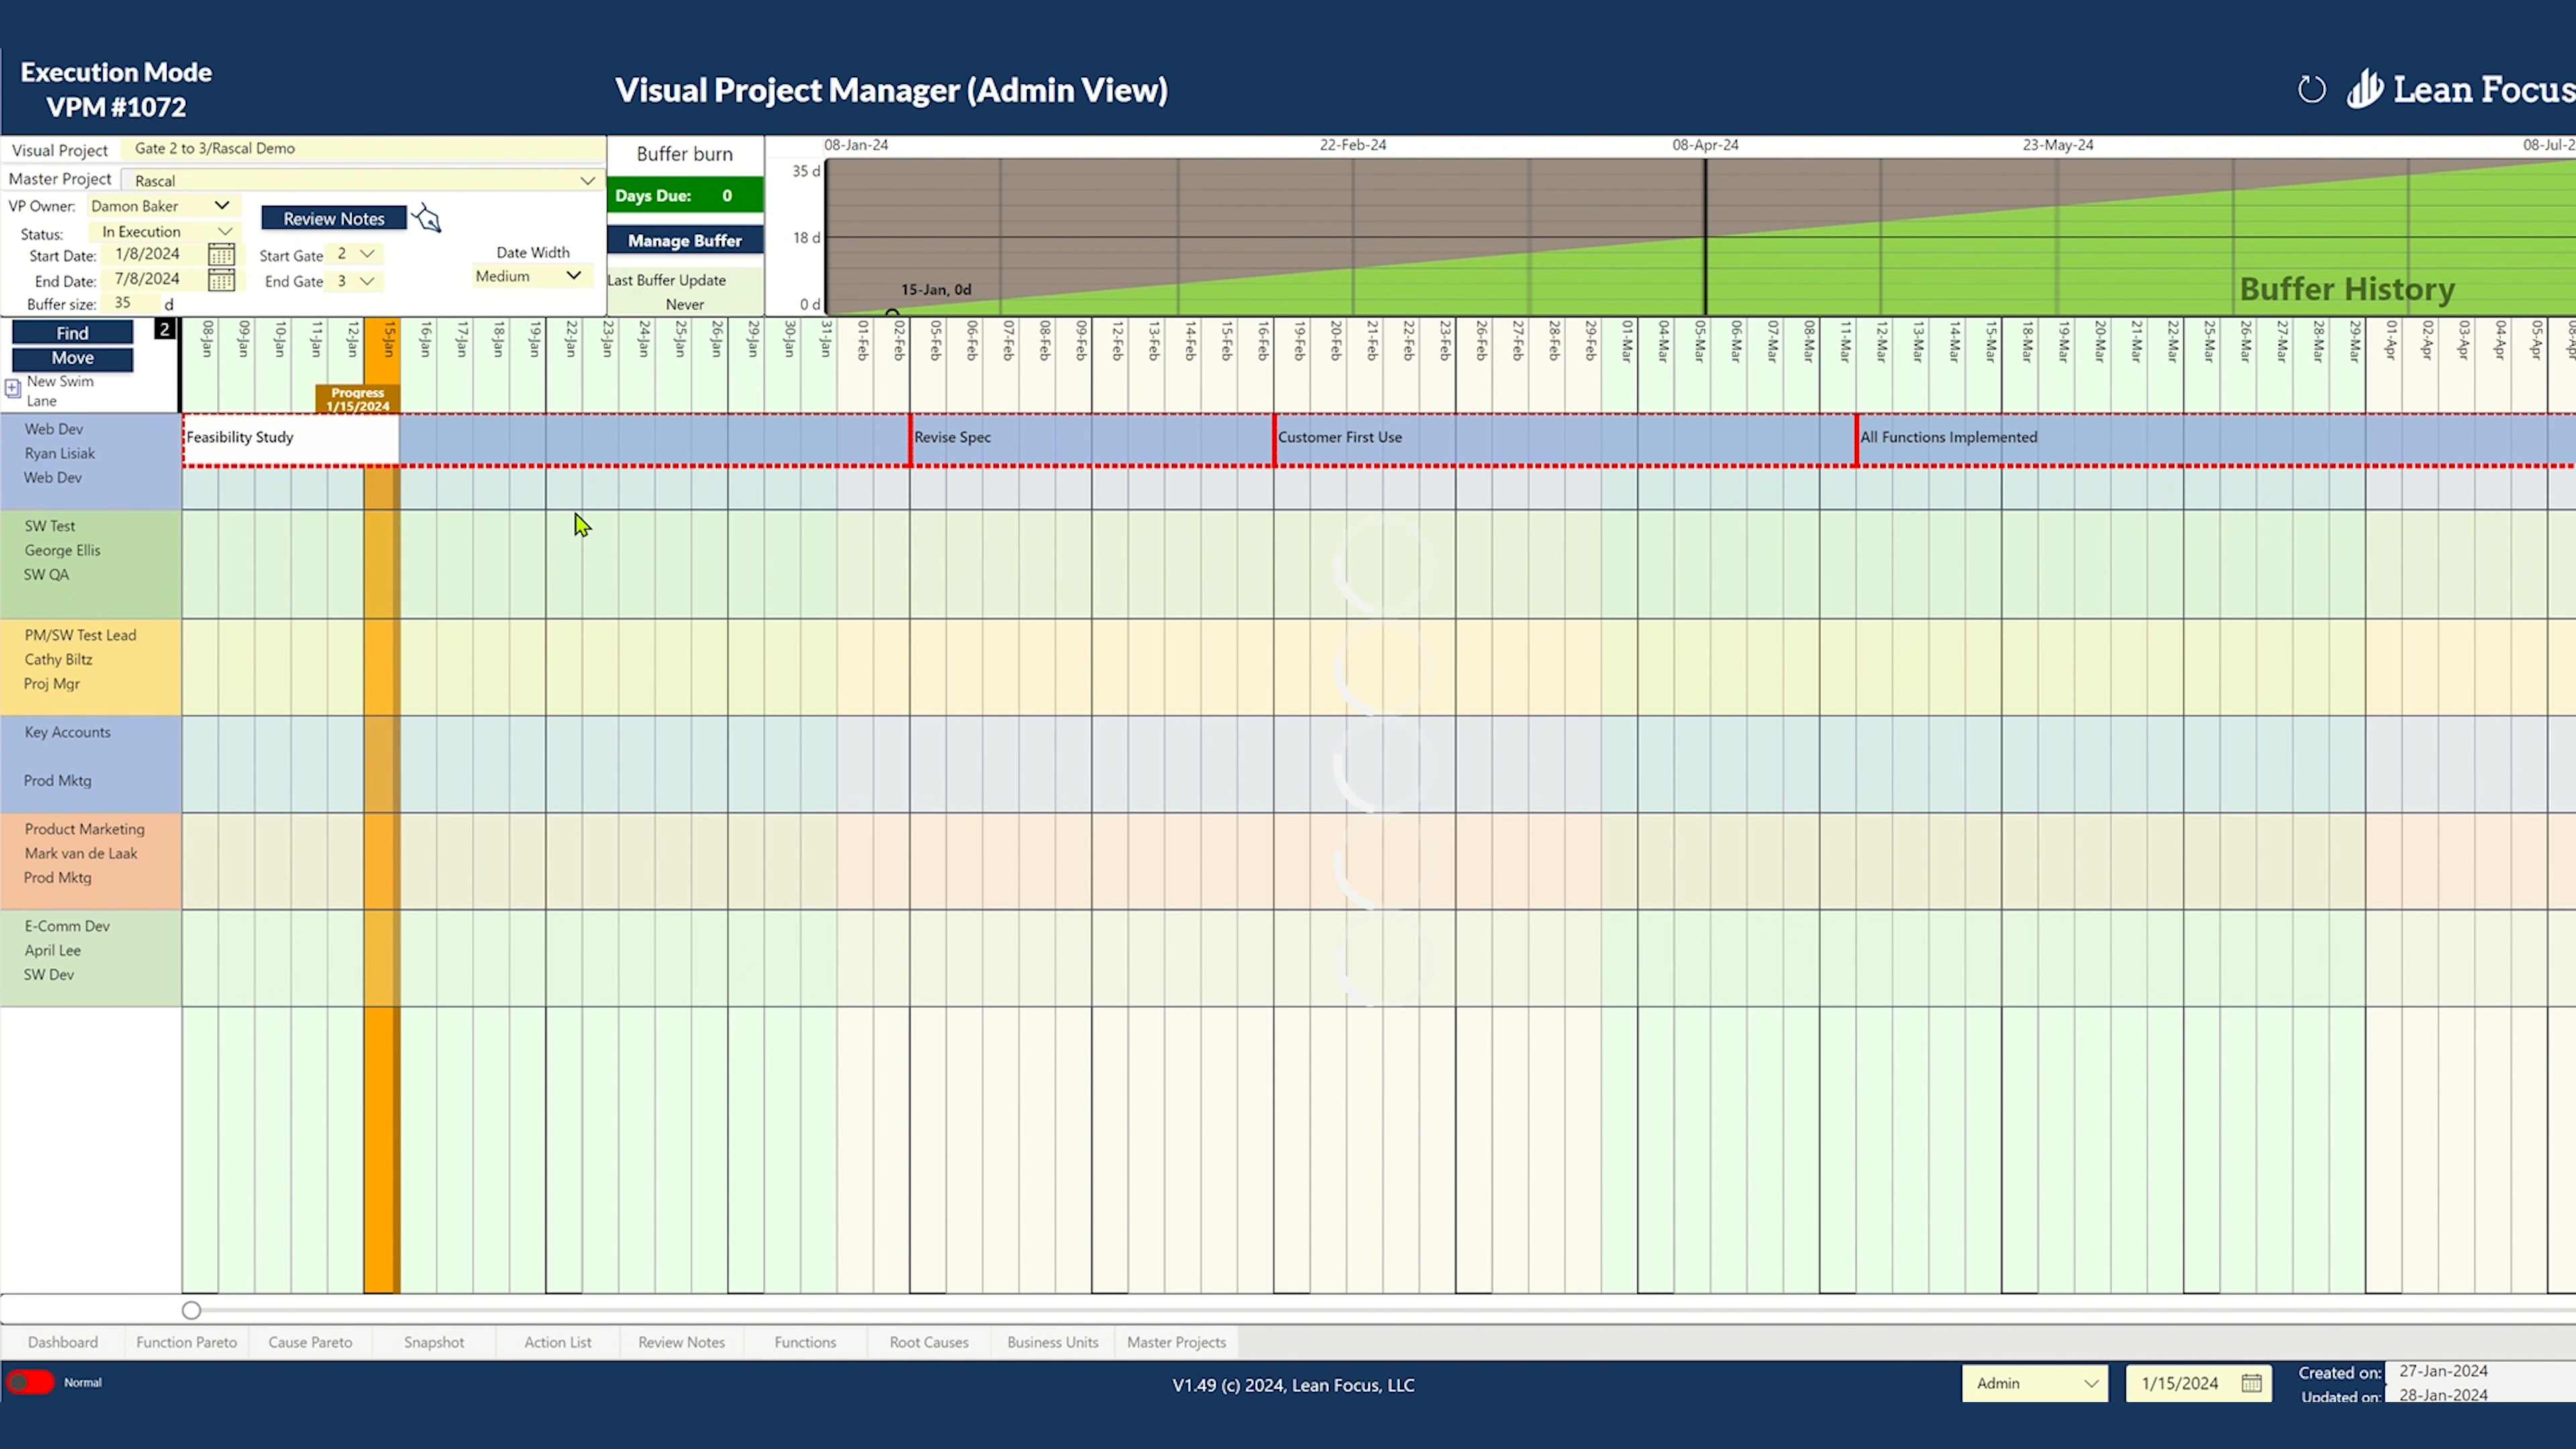 Execution Mode
VPM #1072
Visual Project Manager (Admin View)
Lean Focus
Visual Project
Gate 2 to 3/Rascal Demo
Master Project
Rascal
VP Owner:
Damon Baker
Review Notes
Status:
In Execution
Start Date:
1/8/2024
Start Gate
2
Date Width
End Date:
7/8/2024
End Gate
3
Medium
Buffer size:
35
d
Buffer burn
Days Due: 0
Manage Buffer
Last Buffer Update
Never
08-Jan-24
22-Feb-24
08-Apr-24
23-May-24
08-Jul-2
35 d
18 d
0 d
15-Jan, 0d
Buffer History
Find
2
Move
New Swim
Lane
08-Jan
09-Jan
10-Jan
11-Jan
12-Jan
15-Jan
16-Jan
17-Jan
18-Jan
19-Jan
22-Jan
23-Jan
24-Jan
25-Jan
26-Jan
29-Jan
30-Jan
31-Jan
01-Feb
02-Feb
05-Feb
06-Feb
07-Feb
08-Feb
09-Feb
12-Feb
13-Feb
14-Feb
15-Feb
16-Feb
19-Feb
20-Feb
21-Feb
22-Feb
23-Feb
26-Feb
27-Feb
28-Feb
29-Feb
01-Mar
04-Mar
05-Mar
06-Mar
07-Mar
08-Mar
11-Mar
12-Mar
13-Mar
14-Mar
15-Mar
18-Mar
19-Mar
20-Mar
21-Mar
22-Mar
25-Mar
26-Mar
27-Mar
28-Mar
29-Mar
01-Apr
02-Apr
03-Apr
04-Apr
05-Apr
Progress
1/15/2024
Web Dev
Ryan Lisiak
Web Dev
Feasibility Study
Revise Spec
Customer First Use
All Functions Implemented
SW Test
George Ellis
SW QA
PM/SW Test Lead
Cathy Biltz
Proj Mgr
Key Accounts
Prod Mktg
Product Marketing
Mark van de Laak
Prod Mktg
E-Comm Dev
April Lee
SW Dev
Dashboard
Function Pareto
Cause Pareto
Snapshot
Action List
Review Notes
Functions
Root Causes
Business Units
Master Projects
Normal
V1.49 (c) 2024, Lean Focus, LLC
Admin
1/15/2024
Created on:
27-Jan-2024
Updated on:
28-Jan-2024